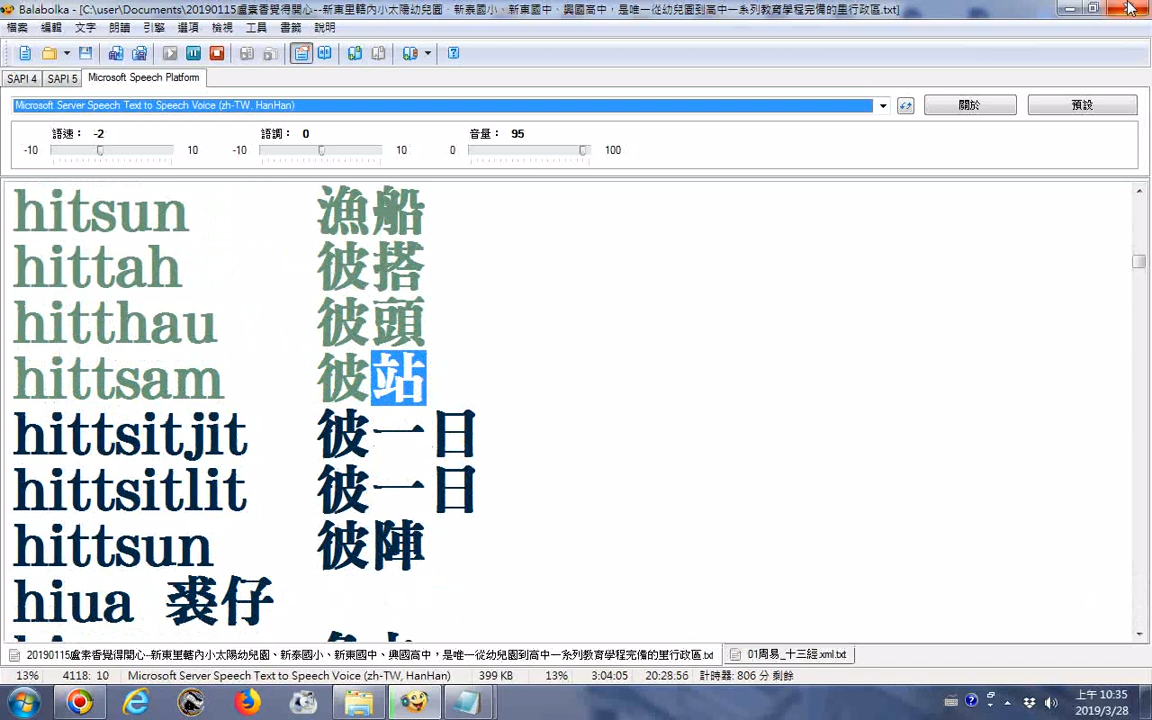 Balabolka - [C:\user\Documents\20190115盧素香覺得開心--新東里轄內小太陽幼兒園、新泰國小、新東國中、興國高中，是唯一從幼兒園到高中一系列教育學程完備的里行政區.txt]
檔案 編輯 文字 朗讀 引擎 選項 檢視 工具 書籤 說明
SAPI 4 SAPI 5 Microsoft Speech Platform
Microsoft Server Speech Text to Speech Voice (zh-TW, HanHan) 關於 預設
語速： -2 語調： 0 音量： 95
-10 10 -10 10 0 100
hitsun 漁船
hittah 彼搭
hitthau 彼頭
hittsam 彼站
hittsitjit 彼一日
hittsitlit 彼一日
hittsun 彼陣
hiua 裘仔
20190115盧素香覺得開心--新東里轄內小太陽幼兒園、新泰國小、新東國中、興國高中，是唯一從幼兒園到高中一系列教育學程完備的里行政區.txt 01周易_十三經.txt
13% 4118: 10 Microsoft Server Speech Text to Speech Voice (zh-TW, HanHan) 399 KB 13% 3:04:05 20:28:56 計時器: 806 分 剩餘
上午 10:35
2019/3/28